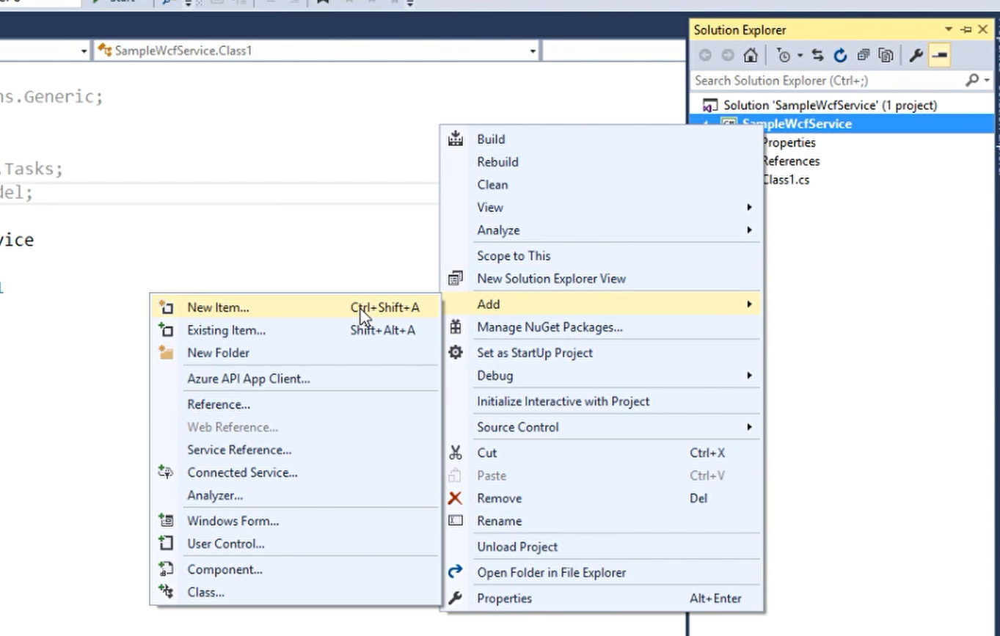 Start
SampleWcfService.Class1
ns.Generic;
.Tasks;
del;
vice
Solution Explorer
Search Solution Explorer (Ctrl+;)
Solution 'SampleWcfService' (1 project)
SampleWcfService
Properties
References
Class1.cs
Build
Rebuild
Clean
View
Analyze
Scope to This
New Solution Explorer View
Add
Manage NuGet Packages...
Set as StartUp Project
Debug
Initialize Interactive with Project
Source Control
Cut Ctrl+X
Paste Ctrl+V
Remove Del
Rename
Unload Project
Open Folder in File Explorer
Properties Alt+Enter
New Item... Ctrl+Shift+A
Existing Item... Shift+Alt+A
New Folder
Azure API App Client...
Reference...
Web Reference...
Service Reference...
Connected Service...
Analyzer...
Windows Form...
User Control...
Component...
Class...